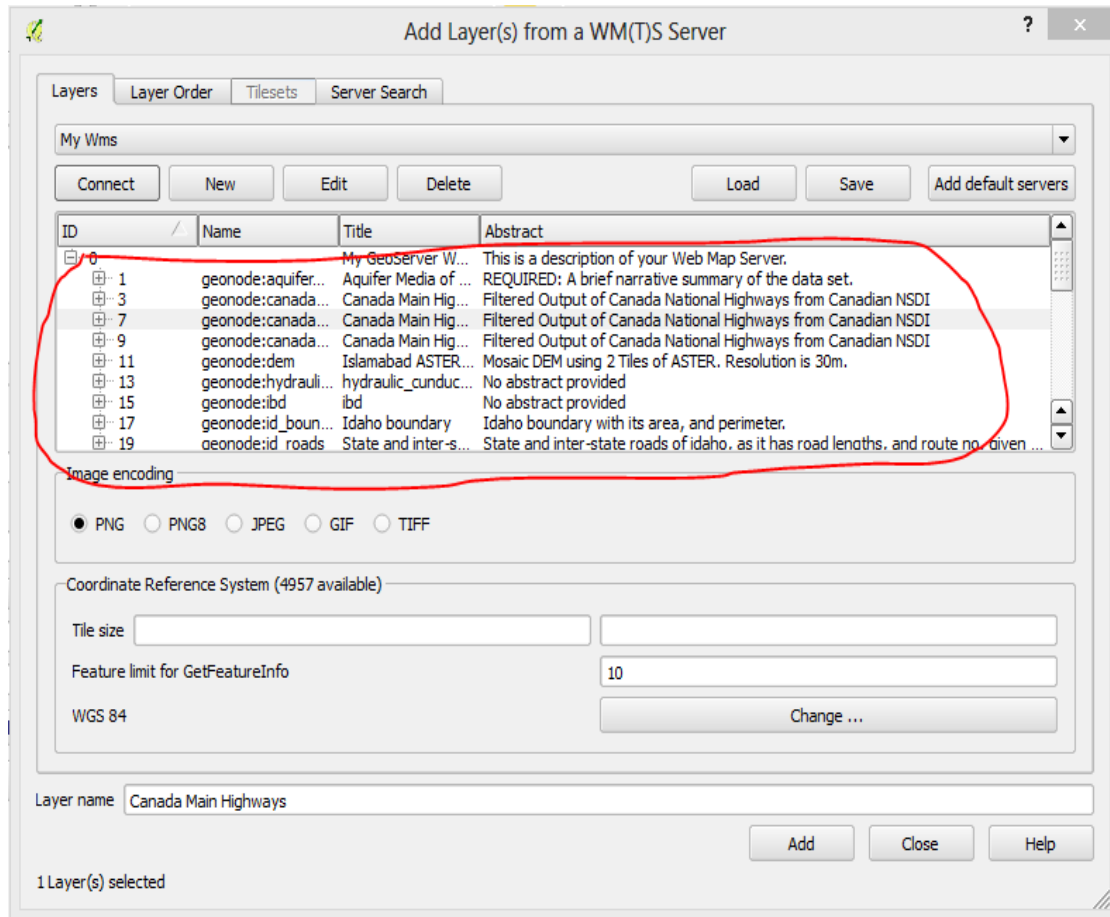 Add Layer(s) from a WM(T)S Server ?
Layers Layer Order Tilesets Server Search
My Wms
Connect New Edit Delete Load Save Add default servers
ID Name Title Abstract
0 My GeoServer W... This is a description of your Web Map Server.
1 geonode:aquifer... Aquifer Media of ... REQUIRED: A brief narrative summary of the data set.
3 geonode:canada... Canada Main Hig... Filtered Output of Canada National Highways from Canadian NSDI
7 geonode:canada... Canada Main Hig... Filtered Output of Canada National Highways from Canadian NSDI
9 geonode:canada... Canada Main Hig... Filtered Output of Canada National Highways from Canadian NSDI
11 geonode:dem Islamabad ASTER... Mosaic DEM using 2 Tiles of ASTER. Resolution is 30m.
13 geonode:hydrauli... hydraulic_cunduc... No abstract provided
15 geonode:ibd ibd No abstract provided
17 geonode:id_boun... Idaho boundary Idaho boundary with its area, and perimeter.
19 geonode:id_roads State and inter-s... State and inter-state roads of idaho, as it has road lengths, and route no. given ...
Image encoding
PNG PNG8 JPEG GIF TIFF
Coordinate Reference System (4957 available)
Tile size
Feature limit for GetFeatureInfo 10
WGS 84 Change ...
Layer name Canada Main Highways
Add Close Help
1 Layer(s) selected